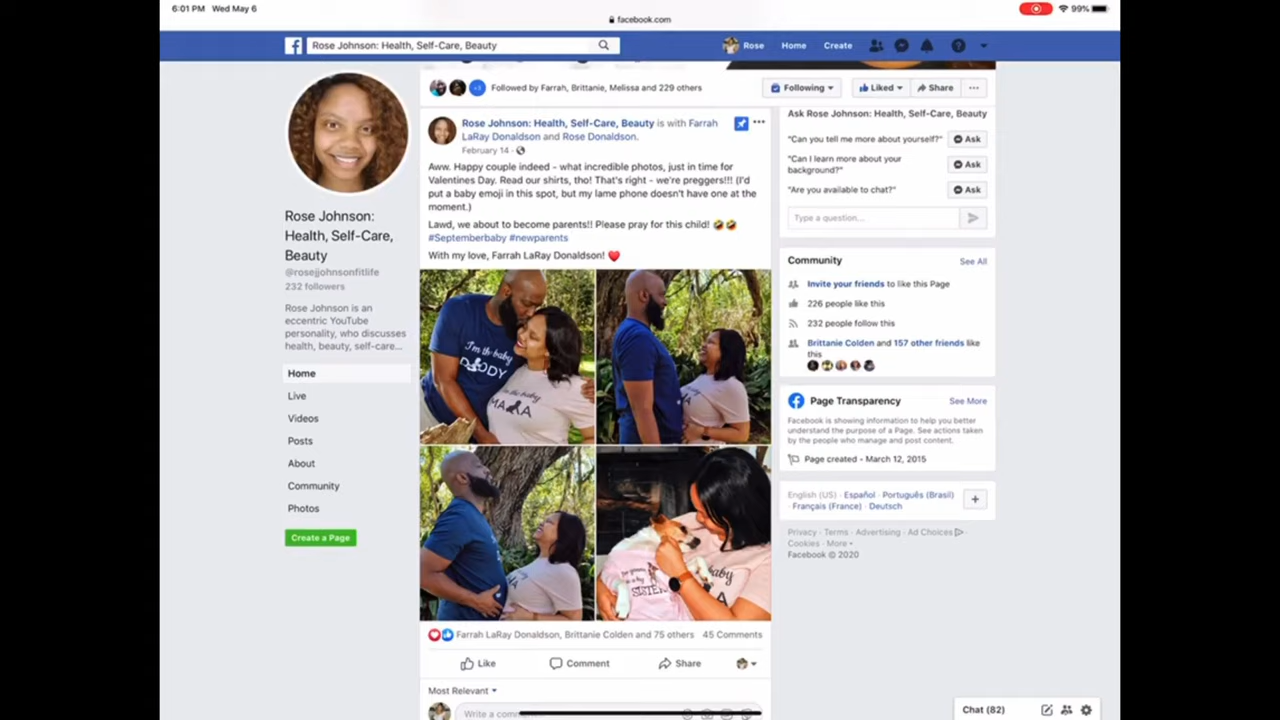 6:01 PM Wed May 6
99%
facebook.com
Rose Johnson: Health, Self-Care, Beauty
Rose Home Create
Followed by Farrah, Brittanie, Melissa and 229 others
Following
Liked
Share
Rose Johnson:
Health, Self-Care,
Beauty
@rosejjohnsonfitlife
232 followers
Rose Johnson is an
eccentric YouTube
personality, who discusses
health, beauty, self-care...
Home
Live
Videos
Posts
About
Community
Photos
Create a Page
Rose Johnson: Health, Self-Care, Beauty is with Farrah
LaRay Donaldson and Rose Donaldson.
February 14 ·
Aww. Happy couple indeed - what incredible photos, just in time for
Valentines Day. Read our shirts, tho! That's right - we're preggers!!! (I'd
put a baby emoji in this spot, but my lame phone doesn't have one at the
moment.)
Lawd, we about to become parents!! Please pray for this child! 🤣🤣
#Septemberbaby #newparents
With my love, Farrah LaRay Donaldson! ❤️
I'm th baby
D DDY
MA A
baby
SISTER
Farrah LaRay Donaldson, Brittanie Colden and 75 others
45 Comments
Like
Comment
Share
Most Relevant
Write a comm
Ask Rose Johnson: Health, Self-Care, Beauty
"Can you tell me more about yourself?"
Ask
"Can I learn more about your
background?"
Ask
"Are you available to chat?"
Ask
Type a question...
Community
See All
Invite your friends to like this Page
226 people like this
232 people follow this
Brittanie Colden and 157 other friends like
this
Page Transparency
See More
Facebook is showing information to help you better
understand the purpose of a Page. See actions taken
by the people who manage and post content.
Page created - March 12, 2015
English (US) · Español · Português (Brasil)
· Français (France) · Deutsch
Privacy · Terms · Advertising · Ad Choices ·
Cookies · More
Facebook © 2020
Chat (82)